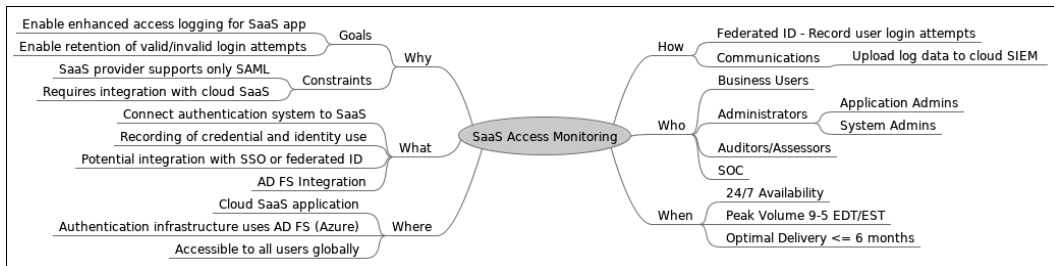 Enable enhanced access logging for SaaS app
Enable retention of valid/invalid login attempts
Goals
SaaS provider supports only SAML
Requires integration with cloud SaaS
Constraints
Why
Connect authentication system to SaaS
Recording of credential and identity use
Potential integration with SSO or federated ID
AD FS Integration
What
Cloud SaaS application
Authentication infrastructure uses AD FS (Azure)
Accessible to all users globally
Where
SaaS Access Monitoring
How
Federated ID - Record user login attempts
Communications
Upload log data to cloud SIEM
Who
Business Users
Administrators
Application Admins
System Admins
Auditors/Assessors
SOC
When
24/7 Availability
Peak Volume 9-5 EDT/EST
Optimal Delivery <= 6 months